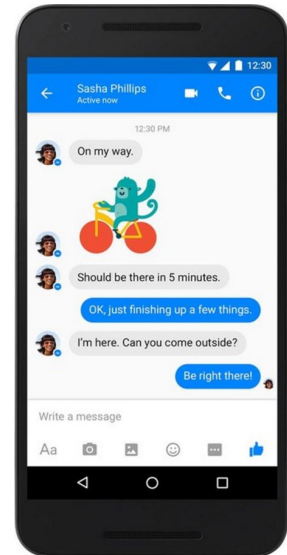 12:30
Sasha Phillips
Active now
12:30 PM
On my way.
Should be there in 5 minutes.
OK, just finishing up a few things.
I'm here. Can you come outside?
Be right there!
Write a message
Aa